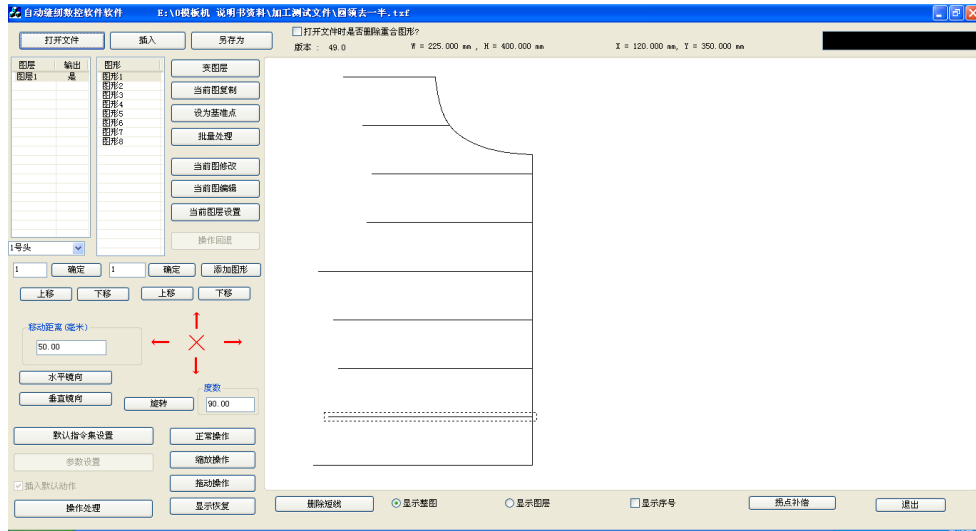 自动缝纫数控软件软件 E:\0模板机 说明书资料\加工测试文件\圆领去一半.tzf
打开文件 插入 另存为
打开文件时是否删除重合图形?
版本 : 49.0 W = 225.000 mm , H = 400.000 mm X = 120.000 mm, Y = 350.000 mm
图层 输出 图形
图层1 是 图形1
图形2
图形3
图形4
图形5
图形6
图形7
图形8
变图层
当前图复制
设为基准点
批量处理
当前图修改
当前图编辑
当前图层设置
操作回退
1号头
1 确定 1 确定 添加图形
上移 下移 上移 下移
移动距离(毫米)
50.00
水平镜向
垂直镜向
旋转
度数
90.00
默认指令集设置 正常操作
参数设置 缩放操作
插入默认动作 拖动操作
操作处理 显示恢复
删除短线 显示整图 显示图层 显示序号 拐点补偿 退出